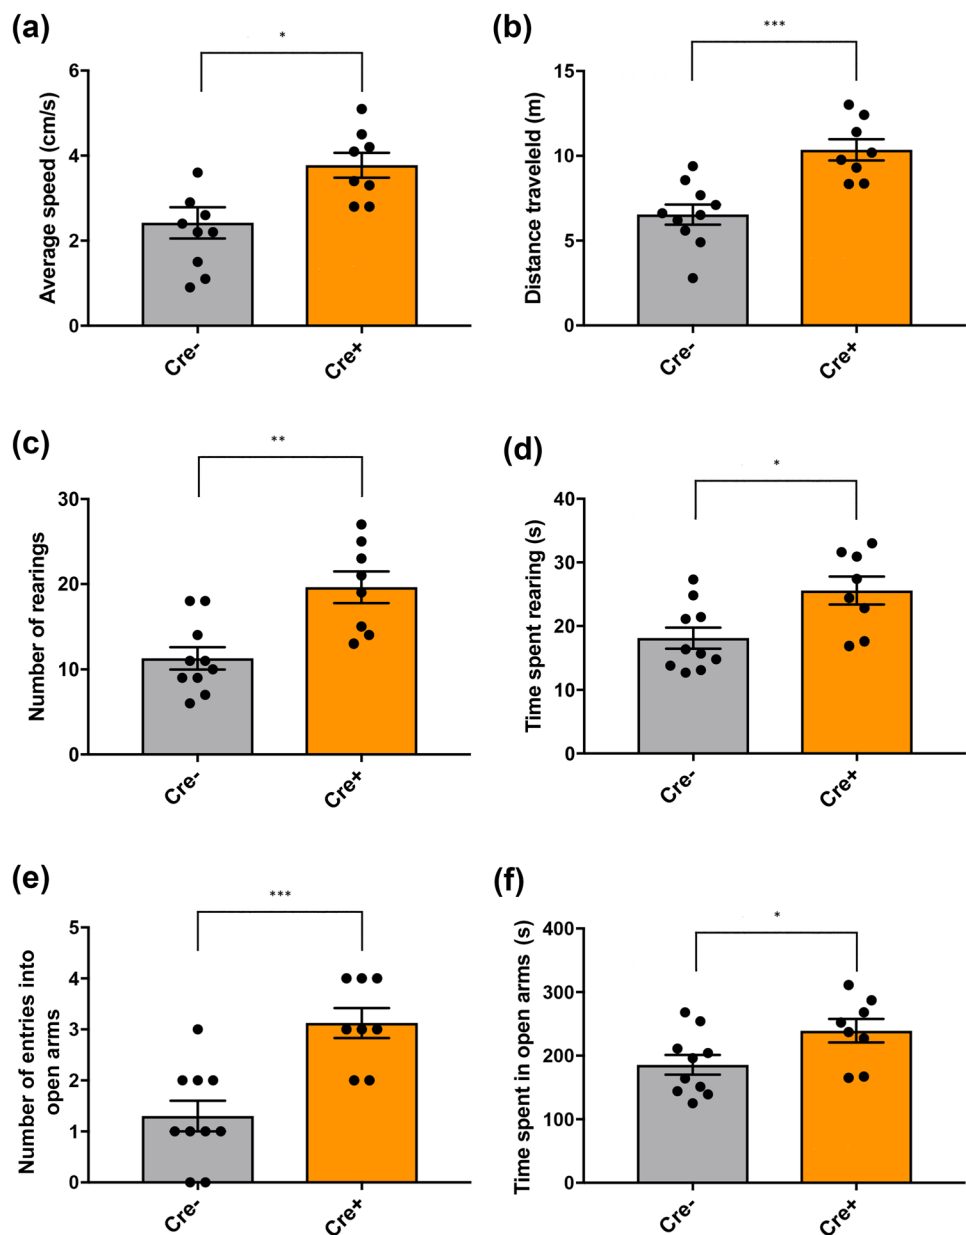 (a)
*
Average speed (cm/s)
6
4
2
0
Cre-
Cre+
(b)
***
Distance traveleld (m)
15
10
5
0
Cre-
Cre+
(c)
**
Number of rearings
30
20
10
0
Cre-
Cre+
(d)
*
Time spent rearing (s)
40
30
20
10
0
Cre-
Cre+
(e)
***
Number of entries into
open arms
5
4
3
2
1
0
Cre-
Cre+
(f)
*
Time spent in open arms (s)
400
300
200
100
0
Cre-
Cre+